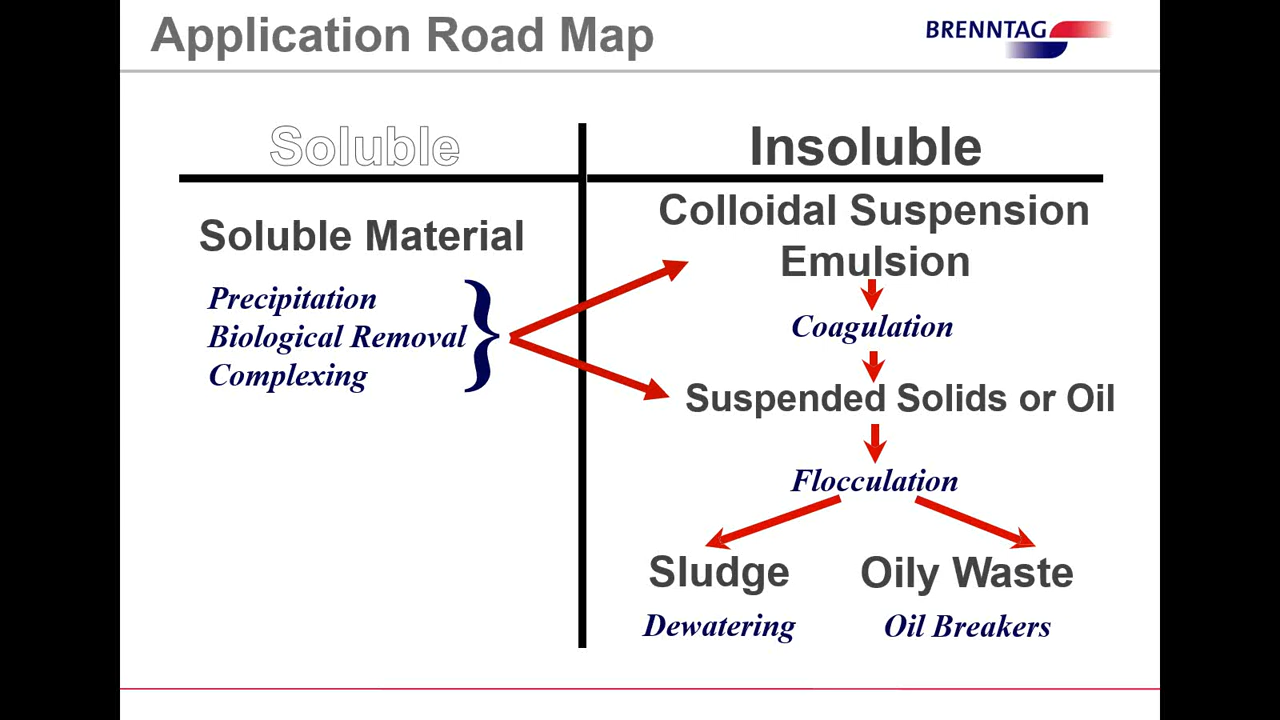 Application Road Map
BRENNTAG
Soluble
Insoluble
Soluble Material
Precipitation
Biological Removal
Complexing
}
Colloidal Suspension
Emulsion
Coagulation
Suspended Solids or Oil
Flocculation
Sludge
Oily Waste
Dewatering
Oil Breakers